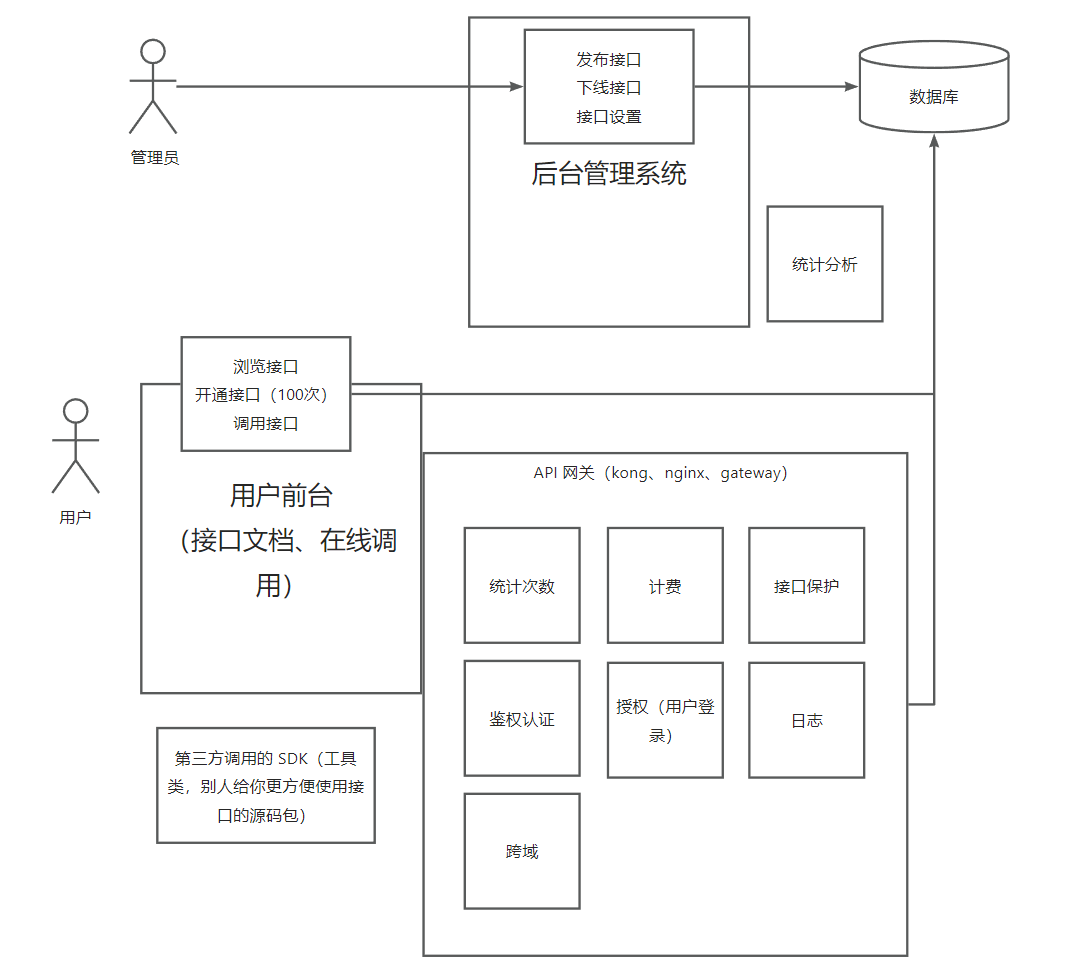 发布接口
下线接口
接口设置
数据库
管理员
后台管理系统
统计分析
浏览接口
开通接口（100次）
调用接口
用户
用户前台
（接口文档、在线调
用）
API 网关（kong、nginx、gateway）
统计次数
计费
接口保护
鉴权认证
授权（用户登
录）
日志
第三方调用的 SDK（工具
类，别人给你更方便使用接
口的源码包）
跨域